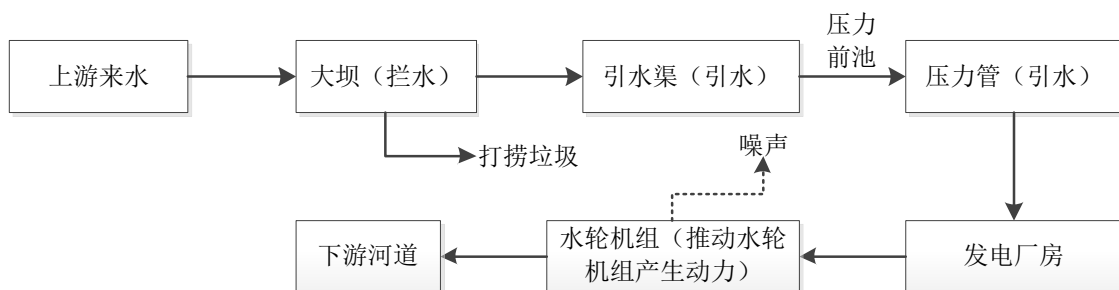 上游来水
大坝（拦水）
引水渠（引水）
压力
前池
压力管（引水）
打捞垃圾
噪声
下游河道
水轮机组（推动水轮
机组产生动力）
发电厂房